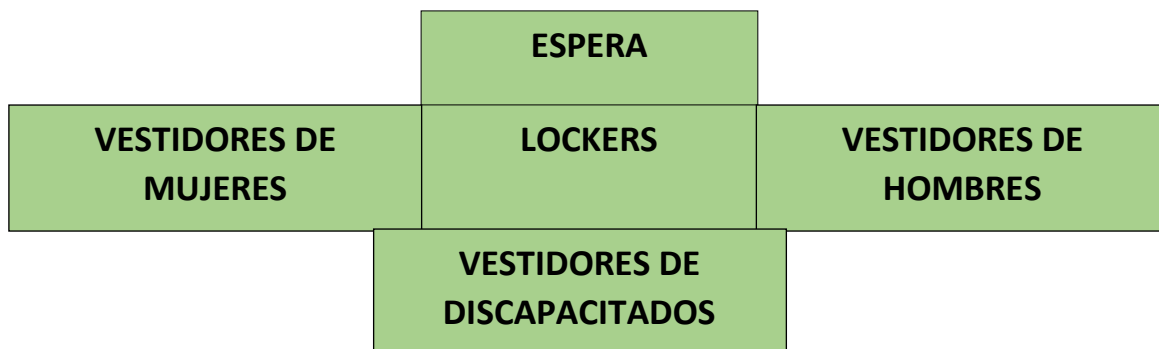 ESPERA
VESTIDORES DE
MUJERES
LOCKERS
VESTIDORES DE
HOMBRES
VESTIDORES DE
DISCAPACITADOS